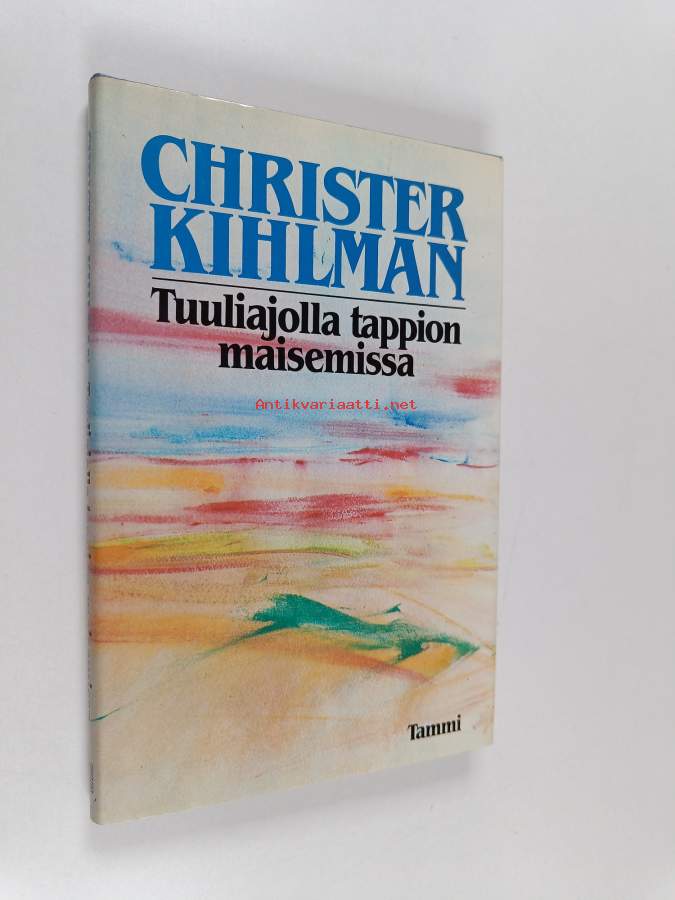 CHRISTER
KIHLMAN
Tuuliajolla tappion
maisemissa
Antikvariaatti.net
Tammi